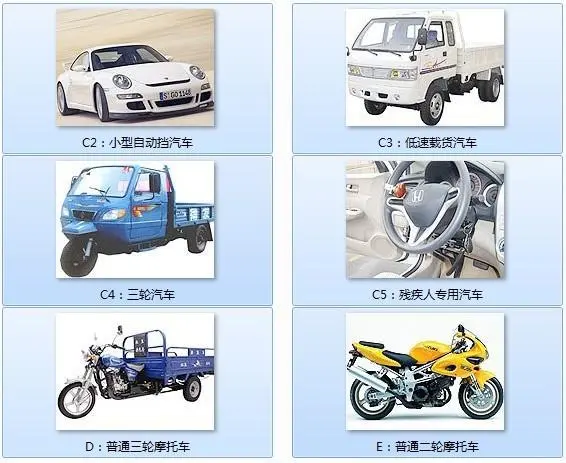 S·GO 1148
C2：小型自动挡汽车
C3：低速载货汽车
C4：三轮汽车
C5：残疾人专用汽车
D：普通三轮摩托车
E：普通二轮摩托车